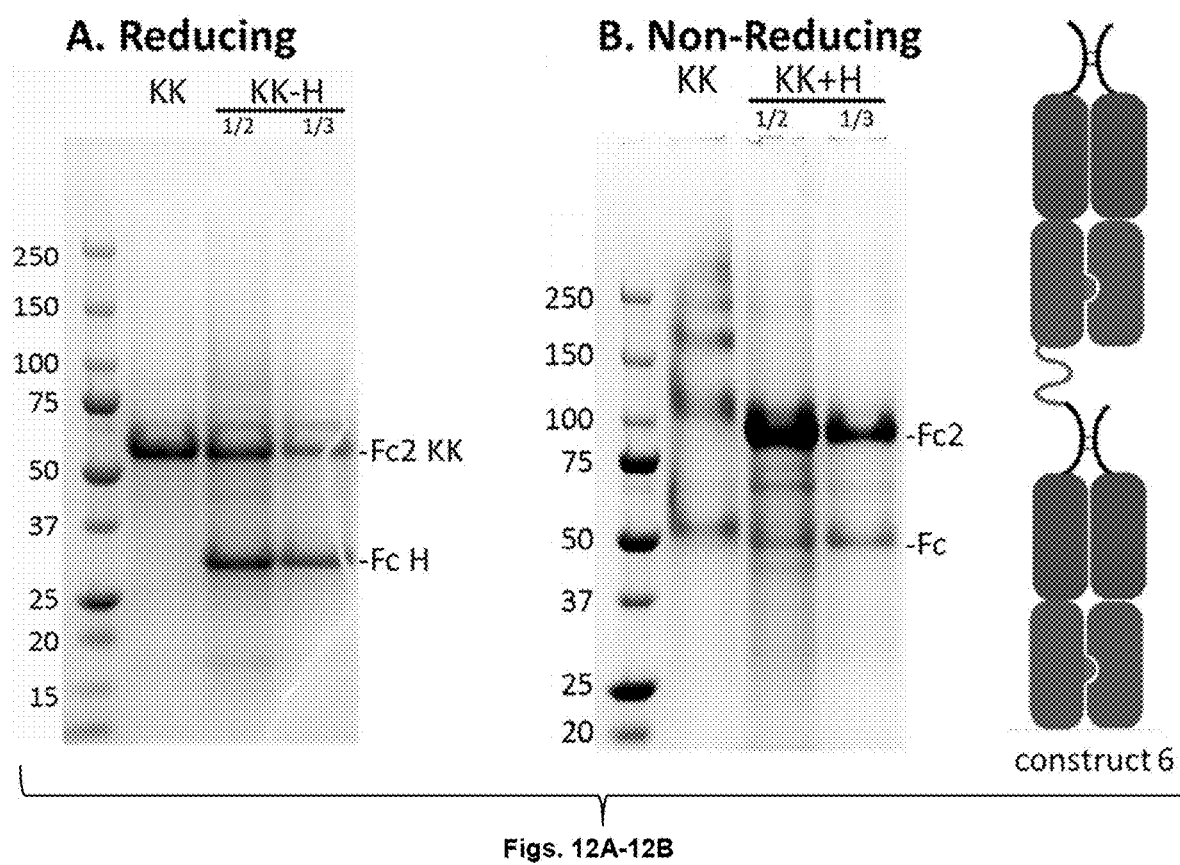 A. Reducing
KK
KK-H
1/2 1/3
250
150
100
75
50
37
25
20
15
-Fc2 KK
-Fc H
B. Non-Reducing
KK
KK+H
1/2 1/3
250
150
100
75
50
37
25
20
-Fc2
-Fc
construct 6
Figs. 12A-12B